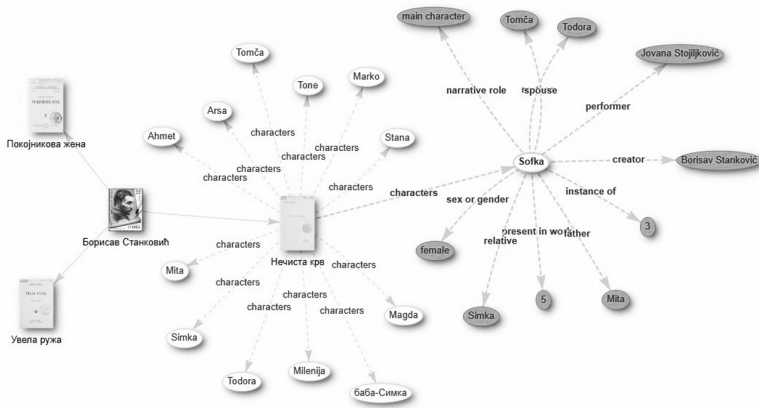 main character
Tomča
Todora
Jovana Stojiljković
narrative role
spouse
performer
Sofka
creator
Borisav Stanković
characters
sex or gender
instance of
present in work
father
relative
female
3
Simka
5
Mita
Tomča
Tone
Marko
Arsa
Ahmet
Stana
characters
characters
characters
characters
characters
characters
Покојникова жена
Борисав Станковић
Увела ружа
Нечиста крв
characters
characters
characters
characters
characters
characters
Mita
Simka
Todora
Milenija
баба-Симка
Magda